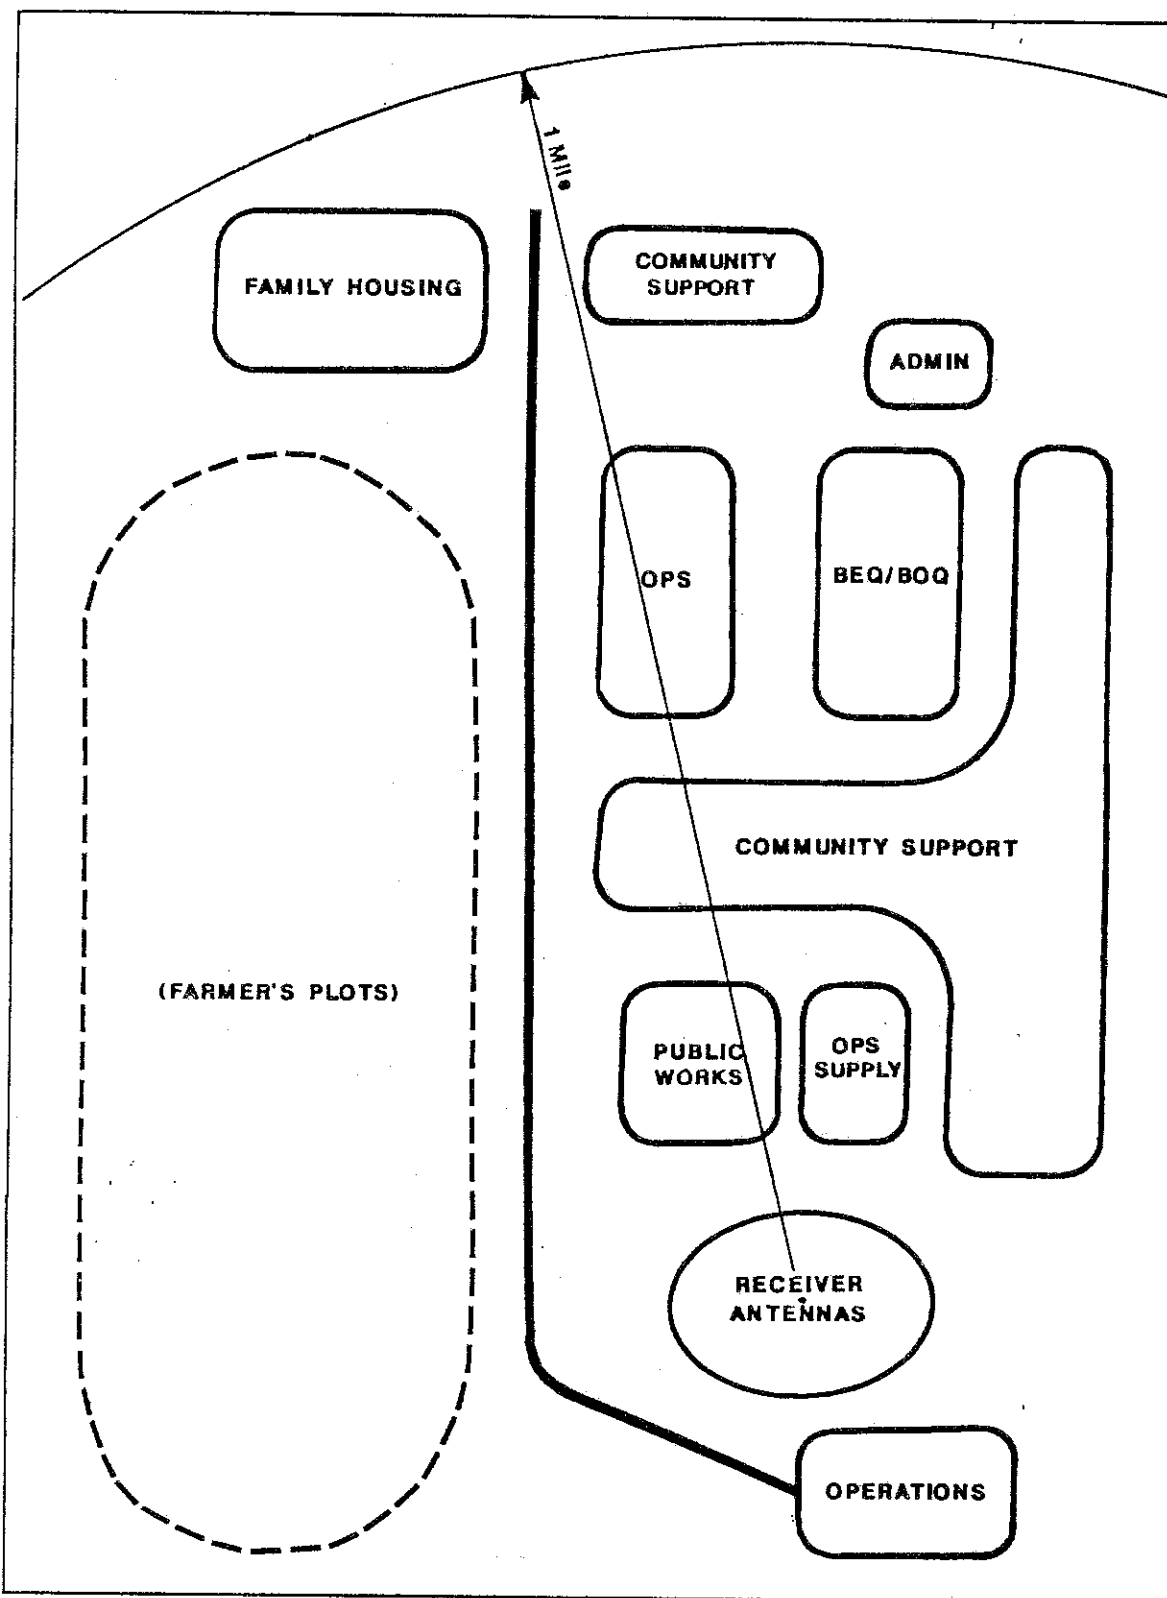 1 Mile
FAMILY HOUSING
COMMUNITY
SUPPORT
ADMIN
OPS
BEQ/BOQ
COMMUNITY SUPPORT
(FARMER'S PLOTS)
PUBLIC
WORKS
OPS
SUPPLY
RECEIVER
ANTENNAS
OPERATIONS